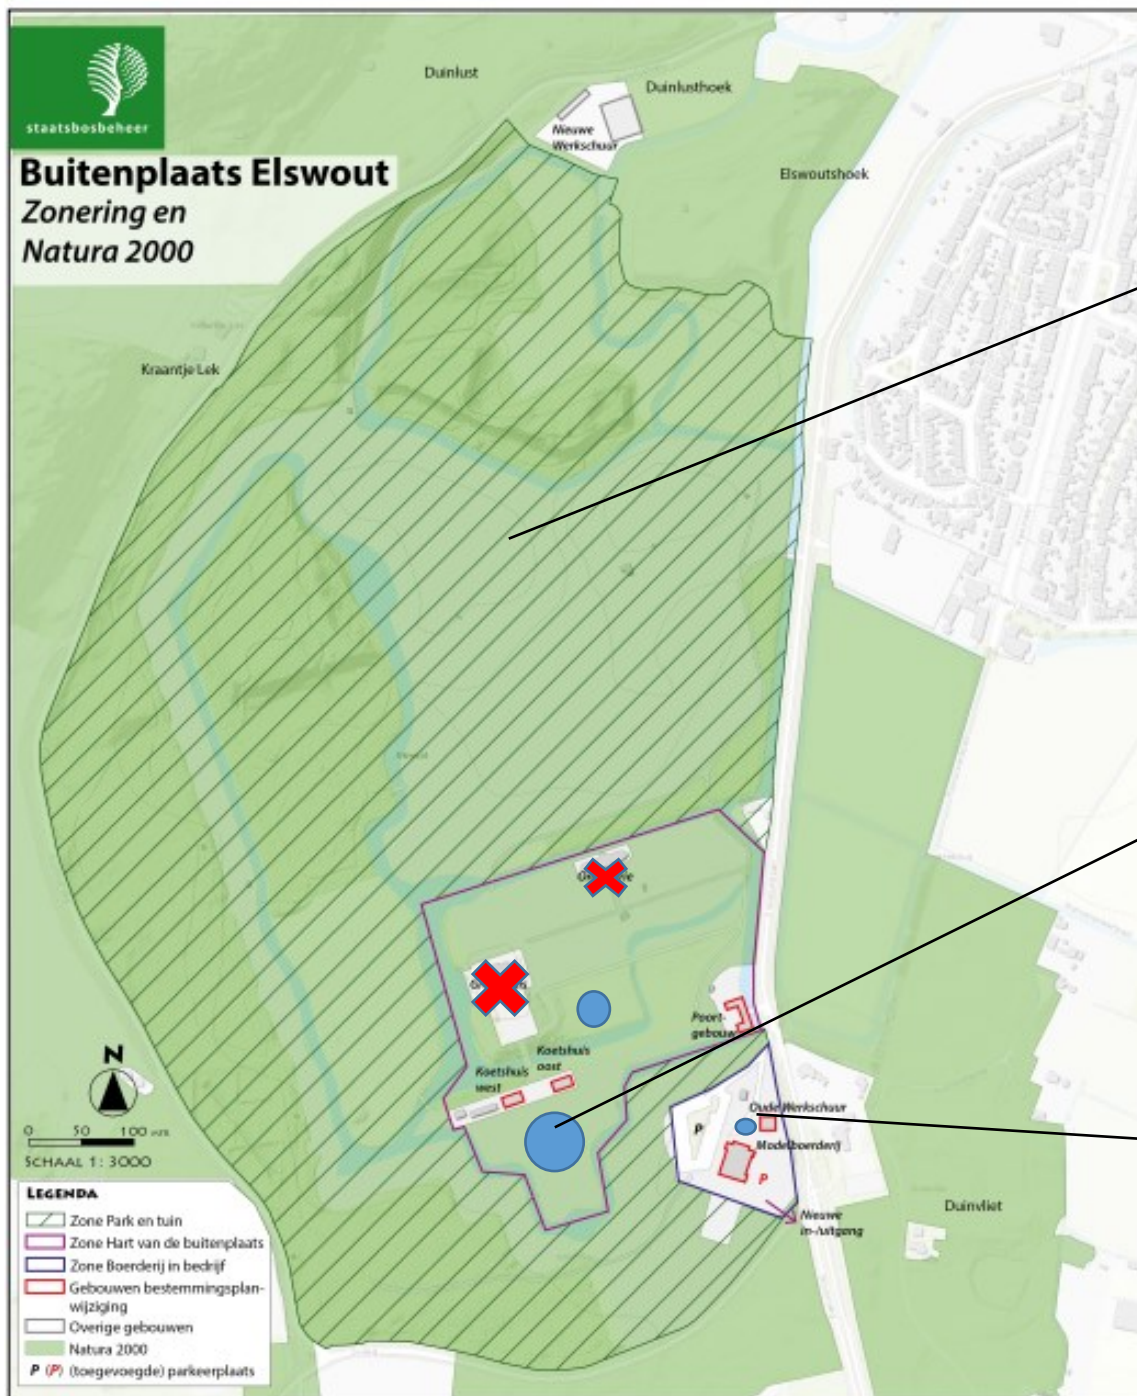 staatsbosbeheer
Buitenplaats Elswout
Zonering en
Natura 2000
Duinlust
Duinlusthoek
Nieuwe
Werkschuur
Elswoutshoek
Kraantje Lek
Poort-
gebouw
Koetshuis
oost
Koetshuis
west
Oude Werkschuur
P
Modelboerderij
P
Nieuwe
in-/uitgang
Duinvliet
N
0 50 100 MTR
SCHAAL 1: 3000
LEGENDA
Zone Park en tuin
Zone Hart van de buitenplaats
Zone Boerderij in bedrijf
Gebouwen bestemmingsplan-
wijziging
Overige gebouwen
Natura 2000
P (P) (toegevoegde) parkeerplaats